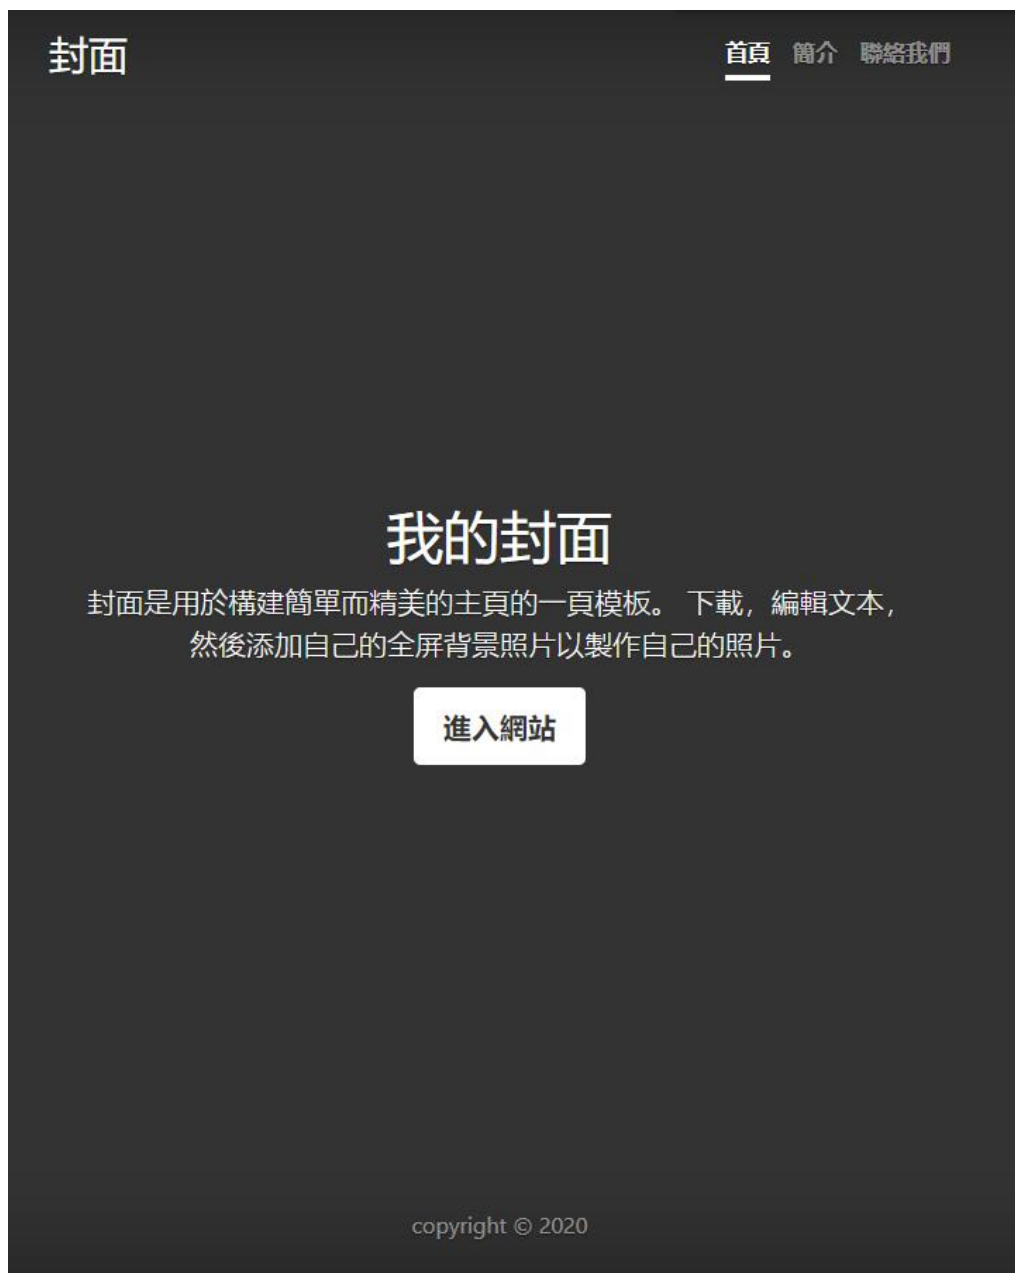 封面
首頁 簡介 聯絡我們
我的封面
封面是用於構建簡單而精美的主頁的一頁模板。 下載，編輯文本，
然後添加自己的全屏背景照片以製作自己的照片。
進入網站
copyright © 2020